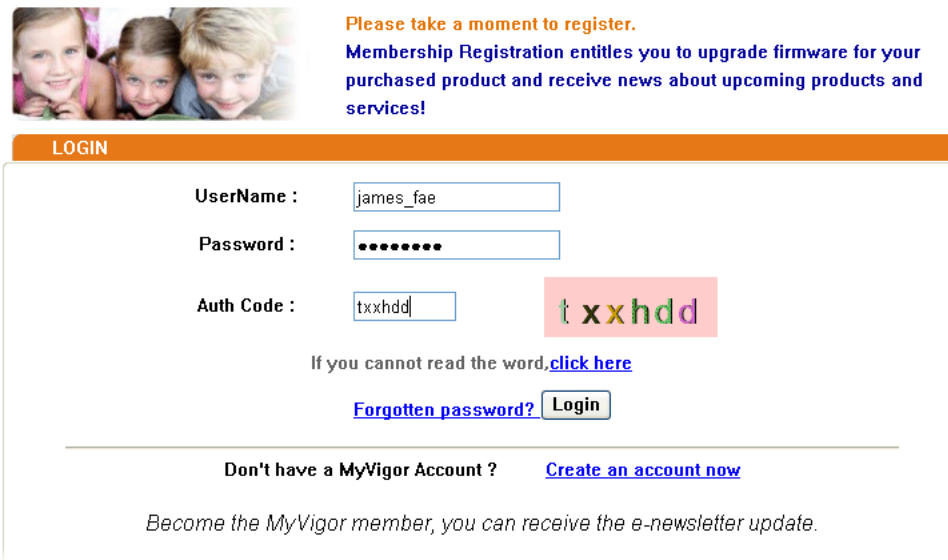 Please take a moment to register.
Membership Registration entitles you to upgrade firmware for your
purchased product and receive news about upcoming products and
services!
LOGIN
UserName : james_fae
Password : ●●●●●●●●
Auth Code : txxhdd txxhdd
If you cannot read the word,click here
Forgotten password? Login
Don't have a MyVigor Account ? Create an account now
Become the MyVigor member, you can receive the e-newsletter update.